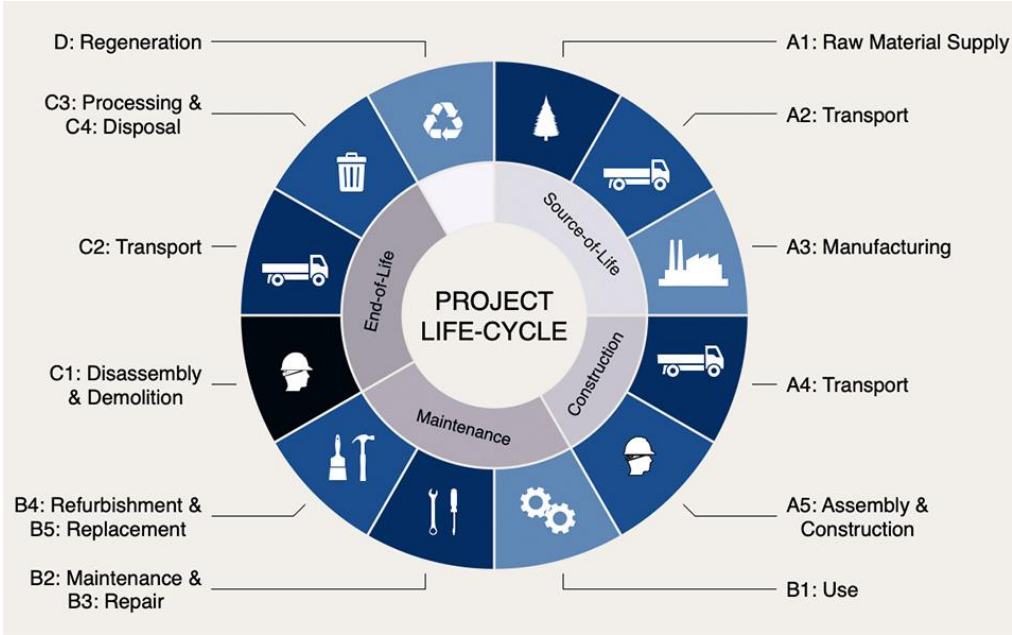 D: Regeneration
A1: Raw Material Supply
C3: Processing &
C4: Disposal
A2: Transport
C2: Transport
A3: Manufacturing
C1: Disassembly
& Demolition
A4: Transport
B4: Refurbishment &
B5: Replacement
A5: Assembly &
Construction
B2: Maintenance &
B3: Repair
B1: Use
Source-of-Life
Construction
Maintenance
End-of-Life
PROJECT
LIFE-CYCLE